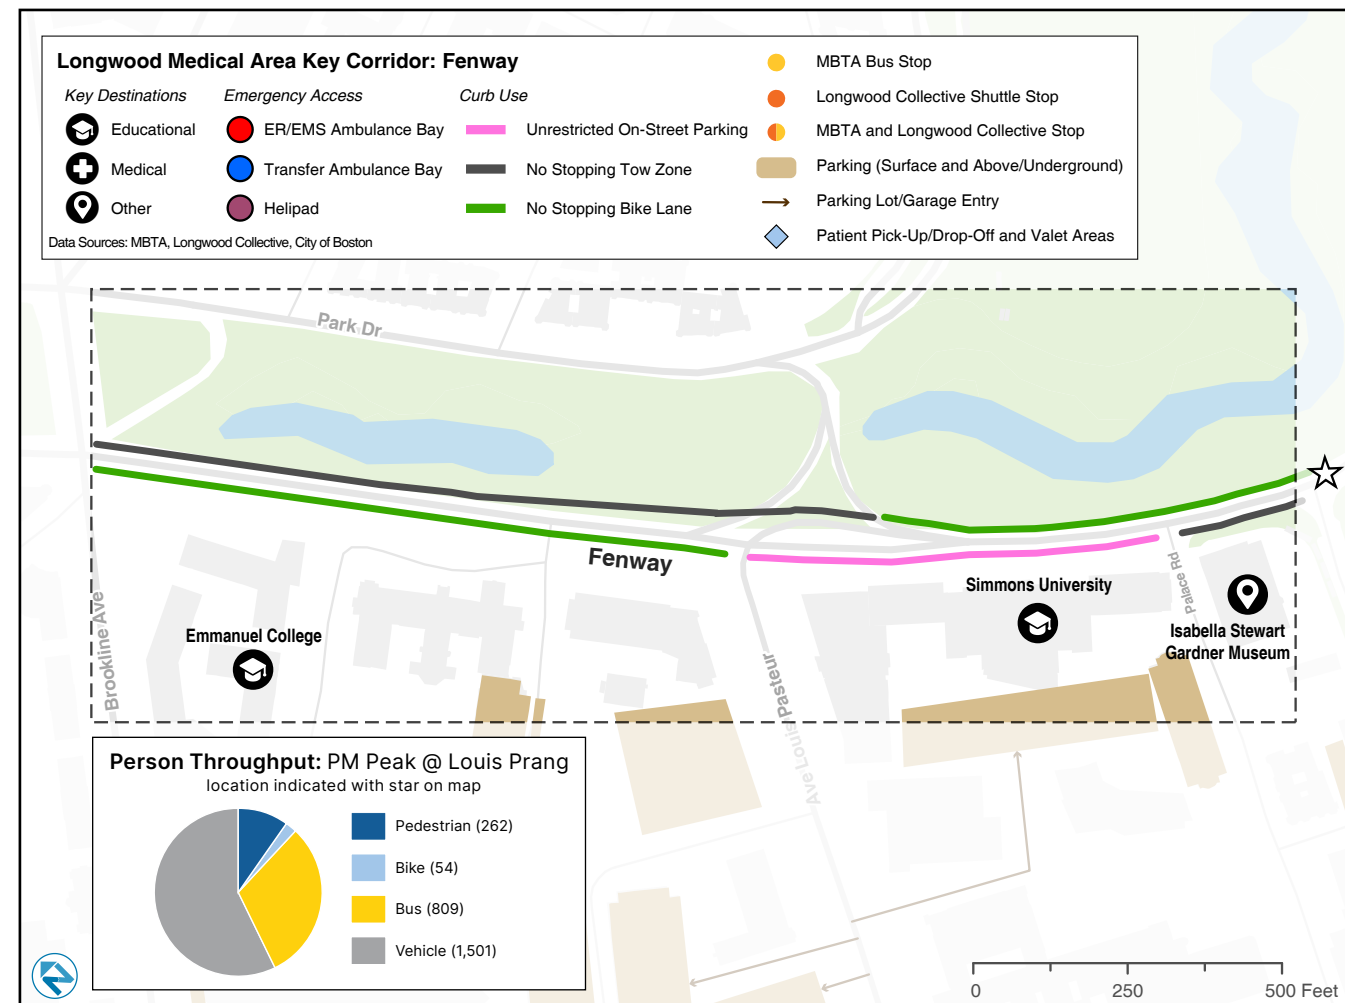 Longwood Medical Area Key Corridor: Fenway
Key Destinations
Educational
Medical
Other
Emergency Access
ER/EMS Ambulance Bay
Transfer Ambulance Bay
Helipad
Curb Use
Unrestricted On-Street Parking
No Stopping Tow Zone
No Stopping Bike Lane
MBTA Bus Stop
Longwood Collective Shuttle Stop
MBTA and Longwood Collective Stop
Parking (Surface and Above/Underground)
Parking Lot/Garage Entry
Patient Pick-Up/Drop-Off and Valet Areas
Data Sources: MBTA, Longwood Collective, City of Boston
Park Dr
Fenway
Brookline Ave
Emmanuel College
Ave Louis Pasteur
Simmons University
Palace Rd
Isabella Stewart
Gardner Museum
Person Throughput: PM Peak @ Louis Prang
location indicated with star on map
Pedestrian (262)
Bike (54)
Bus (809)
Vehicle (1,501)
0 250 500 Feet